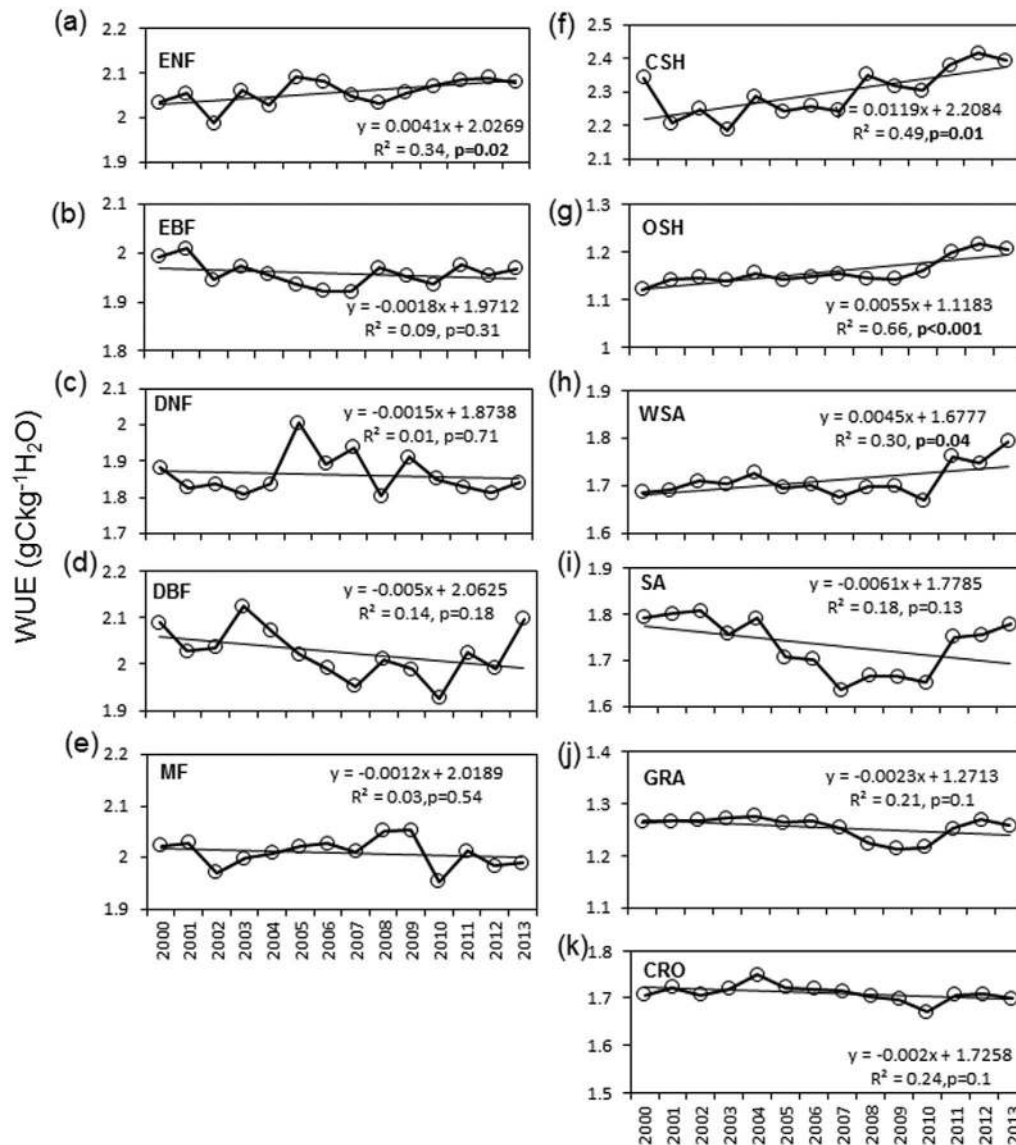 WUE (gCkg⁻¹H₂O)
(a)
ENF
2.2
2.1
2
1.9
y = 0.0041x + 2.0269
R² = 0.34, p=0.02
(b)
EBF
2.1
2
1.9
1.8
y = -0.0018x + 1.9712
R² = 0.09, p=0.31
(c)
DNF
2.1
2
1.9
1.8
1.7
y = -0.0015x + 1.8738
R² = 0.01, p=0.71
(d)
DBF
2.2
2.1
2
1.9
y = -0.005x + 2.0625
R² = 0.14, p=0.18
(e)
MF
2.2
2.1
2
1.9
y = -0.0012x + 2.0189
R² = 0.03,p=0.54
2000
2001
2002
2003
2004
2005
2006
2007
2008
2009
2010
2011
2012
2013
(f)
CSH
2.5
2.4
2.3
2.2
2.1
y = 0.0119x + 2.2084
R² = 0.49,p=0.01
(g)
OSH
1.3
1.2
1.1
1
y = 0.0055x + 1.1183
R² = 0.66, p<0.001
(h)
WSA
1.9
1.8
1.7
1.6
y = 0.0045x + 1.6777
R² = 0.30, p=0.04
(i)
SA
1.9
1.8
1.7
1.6
y = -0.0061x + 1.7785
R² = 0.18, p=0.13
(j)
GRA
1.4
1.3
1.2
1.1
y = -0.0023x + 1.2713
R² = 0.21, p=0.1
(k)
CRO
1.8
1.7
1.6
1.5
y = -0.002x + 1.7258
R² = 0.24,p=0.1
2000
2001
2002
2003
2004
2005
2006
2007
2008
2009
2010
2011
2012
2013